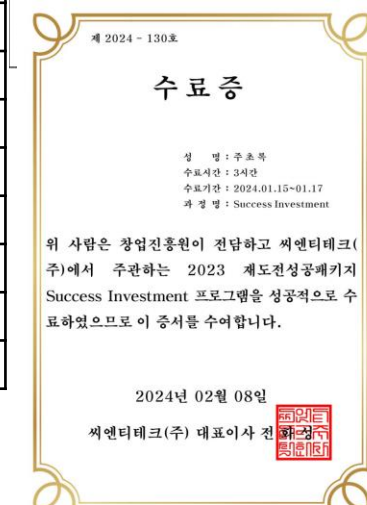 제 2024 - 130호
수료증
성 명 : 주초록
수료시간 : 3시간
수료기간 : 2024.01.15~01.17
과 정 명 : Success Investment
위 사람은 창업진흥원이 전담하고 씨엔티테크(
주)에서 주관하는 2023 재도전성공패키지
Success Investment 프로그램을 성공적으로 수
료하였으므로 이 증서를 수여합니다.
2024년 02월 08일
씨엔티테크(주) 대표이사 전 화 성